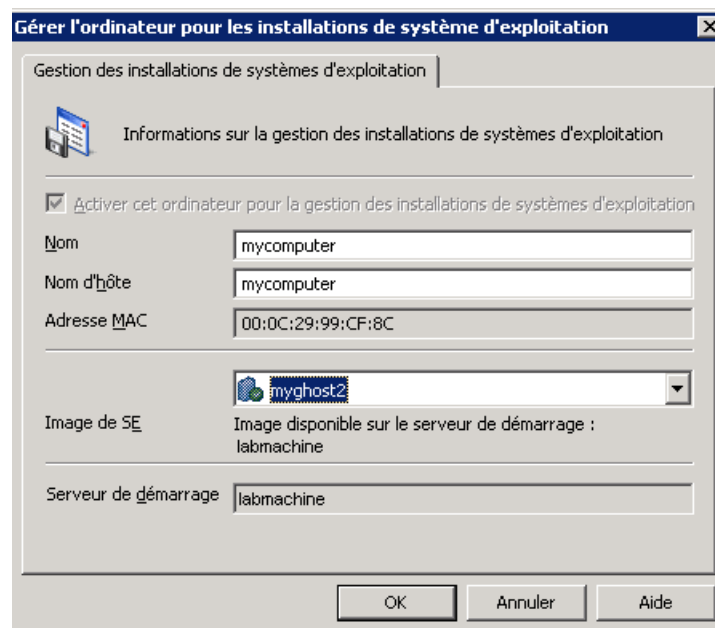 Gérer l'ordinateur pour les installations de système d'exploitation
Gestion des installations de systèmes d'exploitation
Informations sur la gestion des installations de systèmes d'exploitation
Activer cet ordinateur pour la gestion des installations de systèmes d'exploitation
Nom mycomputer
Nom d'hôte mycomputer
Adresse MAC 00:0C:29:99:CF:8C
myghost2
Image de SE Image disponible sur le serveur de démarrage :
labmachine
Serveur de démarrage labmachine
OK Annuler Aide